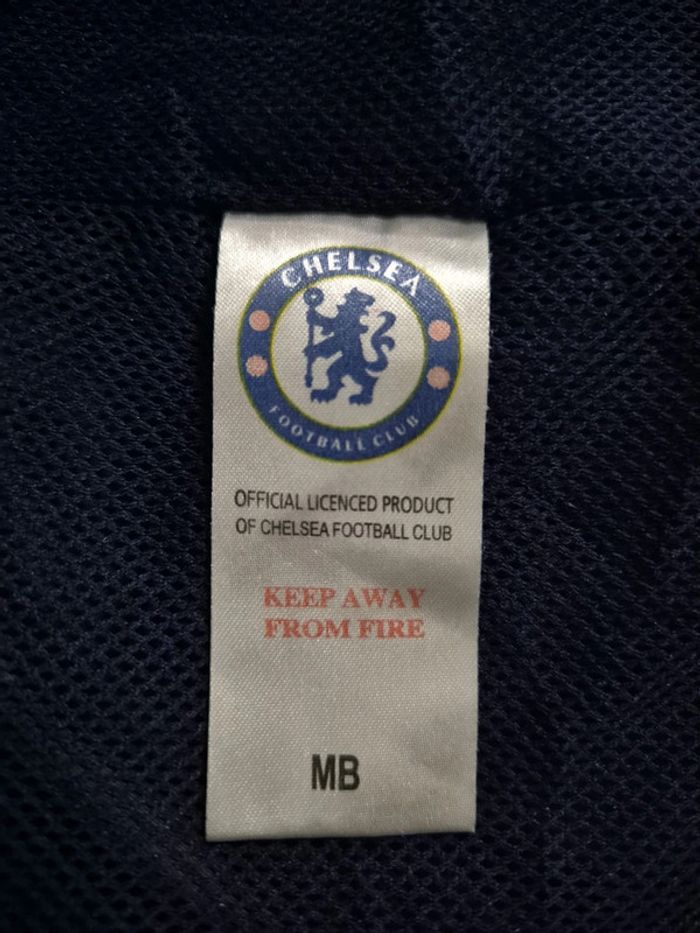 CHELSEA
FOOTBALL CLUB
OFFICIAL LICENCED PRODUCT
OF CHELSEA FOOTBALL CLUB
KEEP AWAY
FROM FIRE
MB